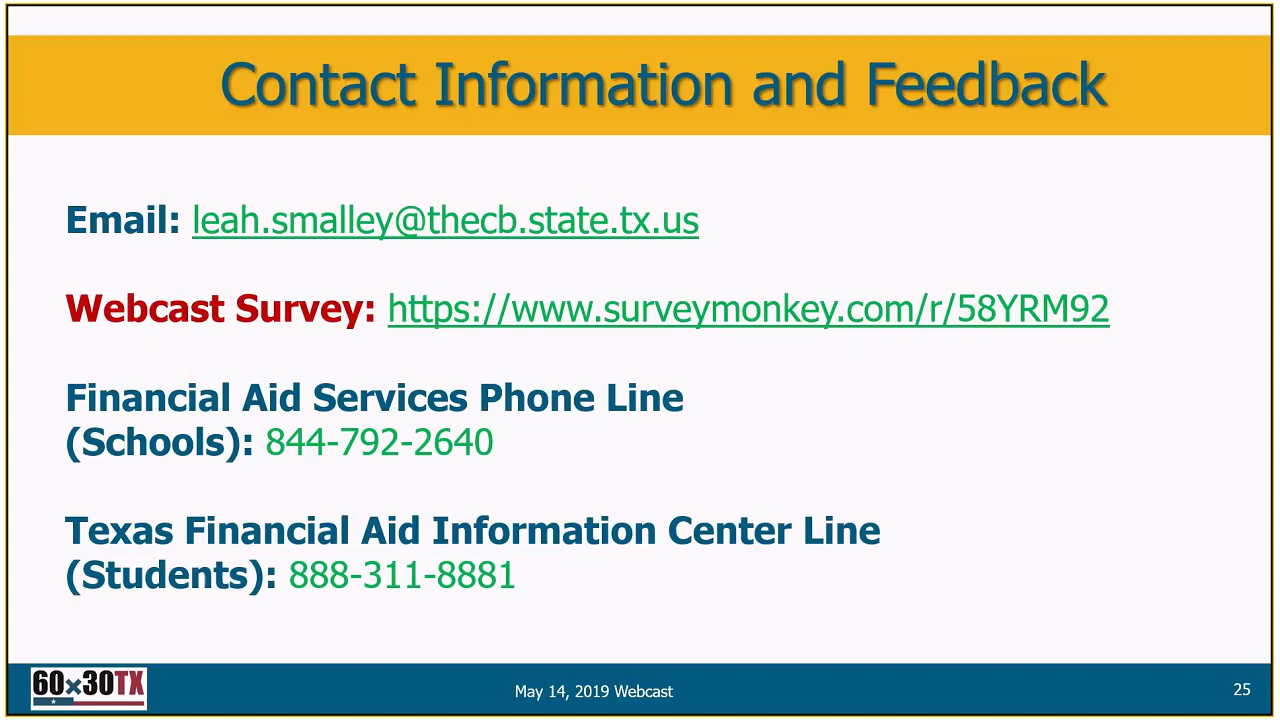 Contact Information and Feedback
Email: leah.smalley@thecb.state.tx.us
Webcast Survey: https://www.surveymonkey.com/r/58YRM92
Financial Aid Services Phone Line
(Schools): 844-792-2640
Texas Financial Aid Information Center Line
(Students): 888-311-8881
60x30TX
May 14, 2019 Webcast
25